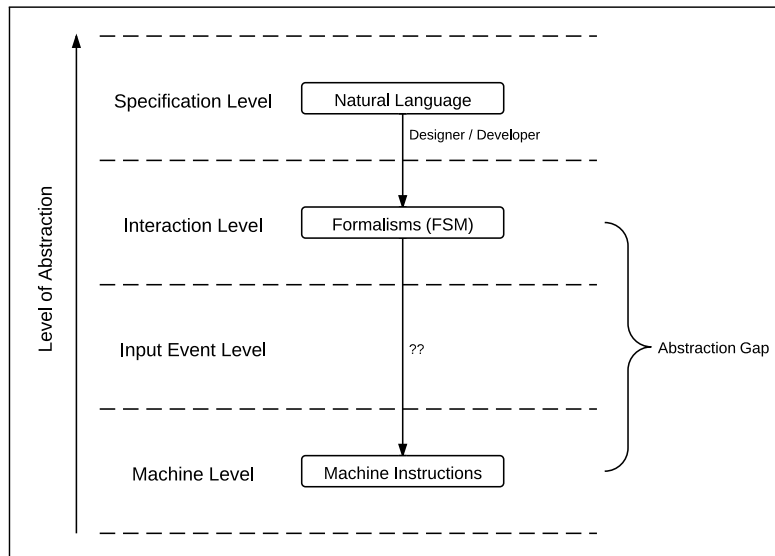 Level of Abstraction
Specification Level
Natural Language
Designer / Developer
Interaction Level
Formalisms (FSM)
Input Event Level
??
Abstraction Gap
Machine Level
Machine Instructions